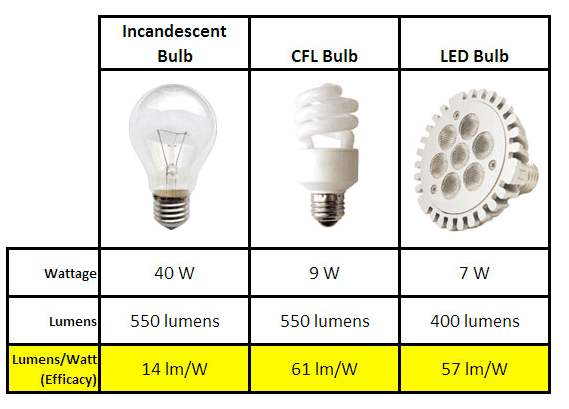 Incandescent
Bulb
CFL Bulb
LED Bulb
Wattage
40 W
9 W
7 W
Lumens
550 lumens
550 lumens
400 lumens
Lumens/Watt
(Efficacy)
14 lm/W
61 lm/W
57 lm/W